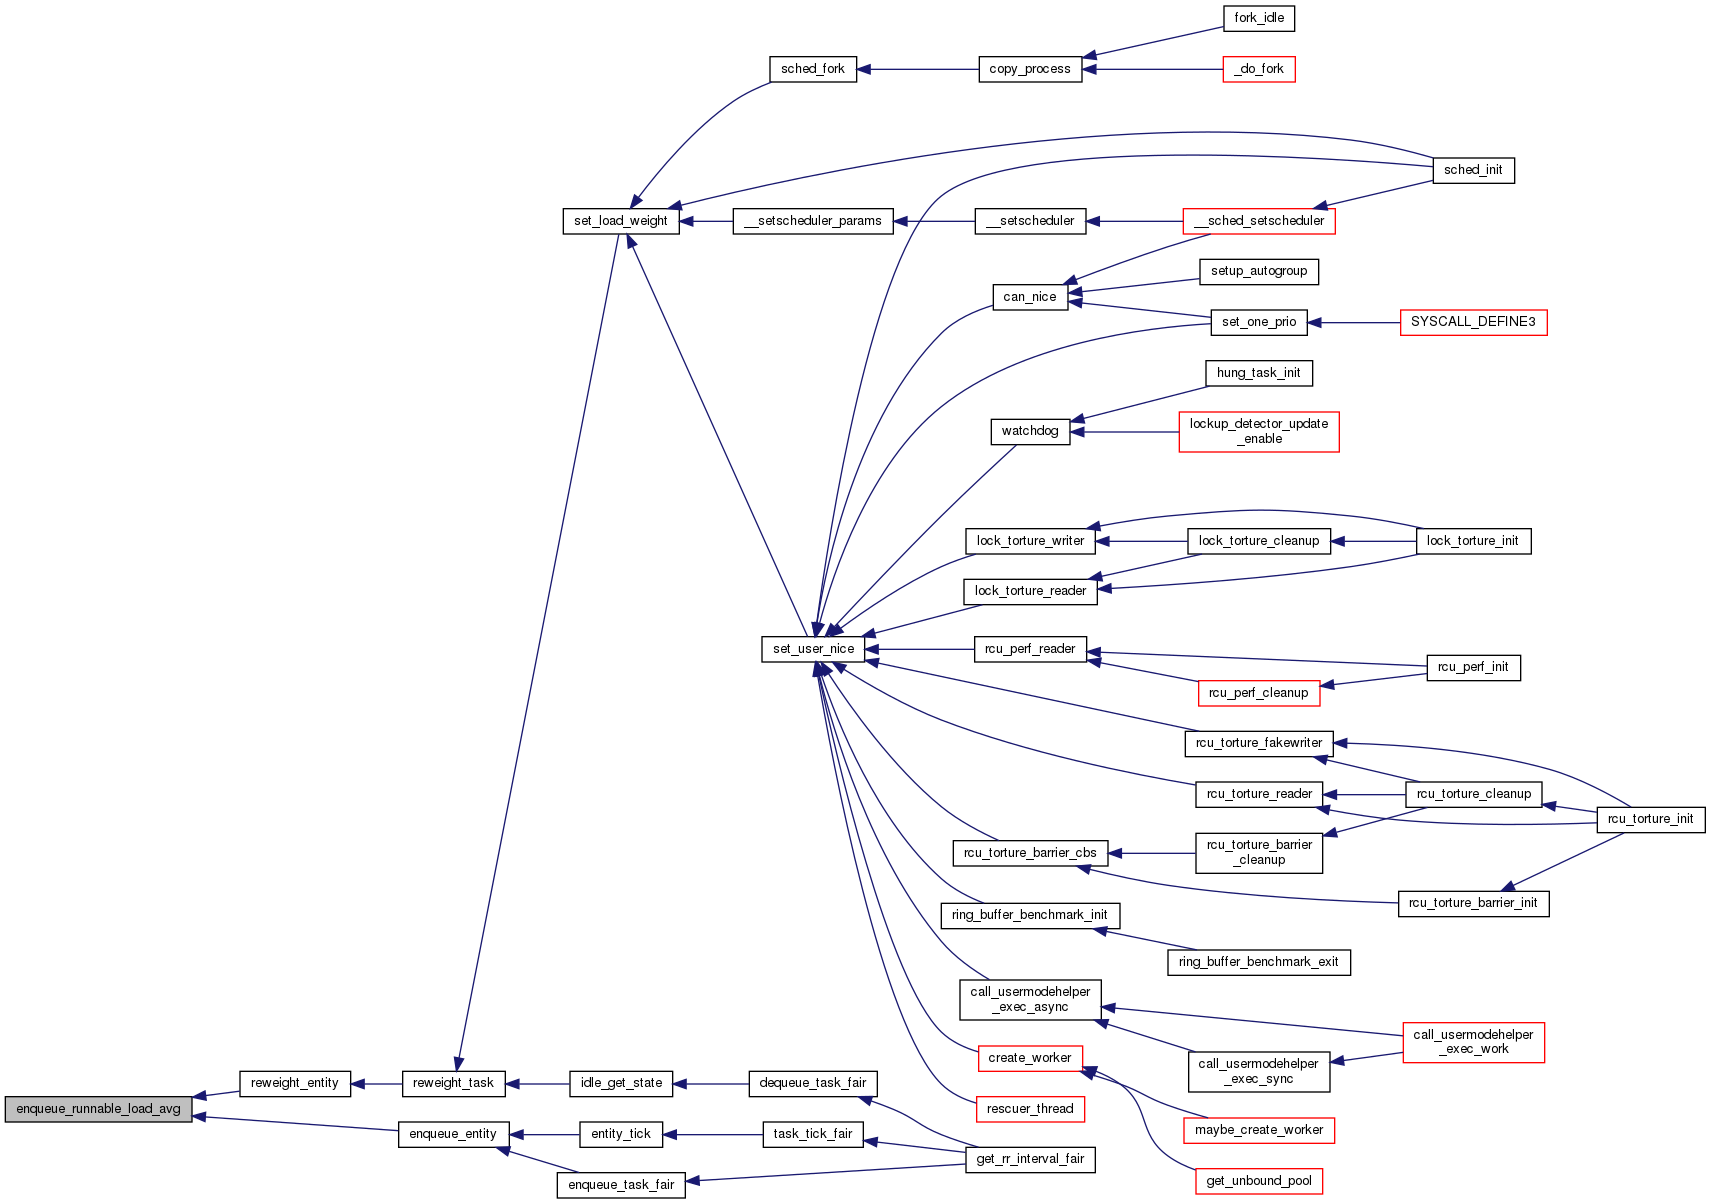 fork_idle
sched_fork
copy_process
_do_fork
sched_init
set_load_weight
__setscheduler_params
__setscheduler
__sched_setscheduler
setup_autogroup
can_nice
set_one_prio
SYSCALL_DEFINE3
hung_task_init
watchdog
lockup_detector_update
_enable
lock_torture_writer
lock_torture_cleanup
lock_torture_init
lock_torture_reader
set_user_nice
rcu_perf_reader
rcu_perf_init
rcu_perf_cleanup
rcu_torture_fakewriter
rcu_torture_reader
rcu_torture_cleanup
rcu_torture_init
rcu_torture_barrier_cbs
rcu_torture_barrier
_cleanup
rcu_torture_barrier_init
ring_buffer_benchmark_init
ring_buffer_benchmark_exit
call_usermodehelper
_exec_async
call_usermodehelper
_exec_work
create_worker
call_usermodehelper
_exec_sync
reweight_entity
reweight_task
idle_get_state
dequeue_task_fair
enqueue_runnable_load_avg
rescuer_thread
enqueue_entity
entity_tick
task_tick_fair
maybe_create_worker
get_rr_interval_fair
enqueue_task_fair
get_unbound_pool